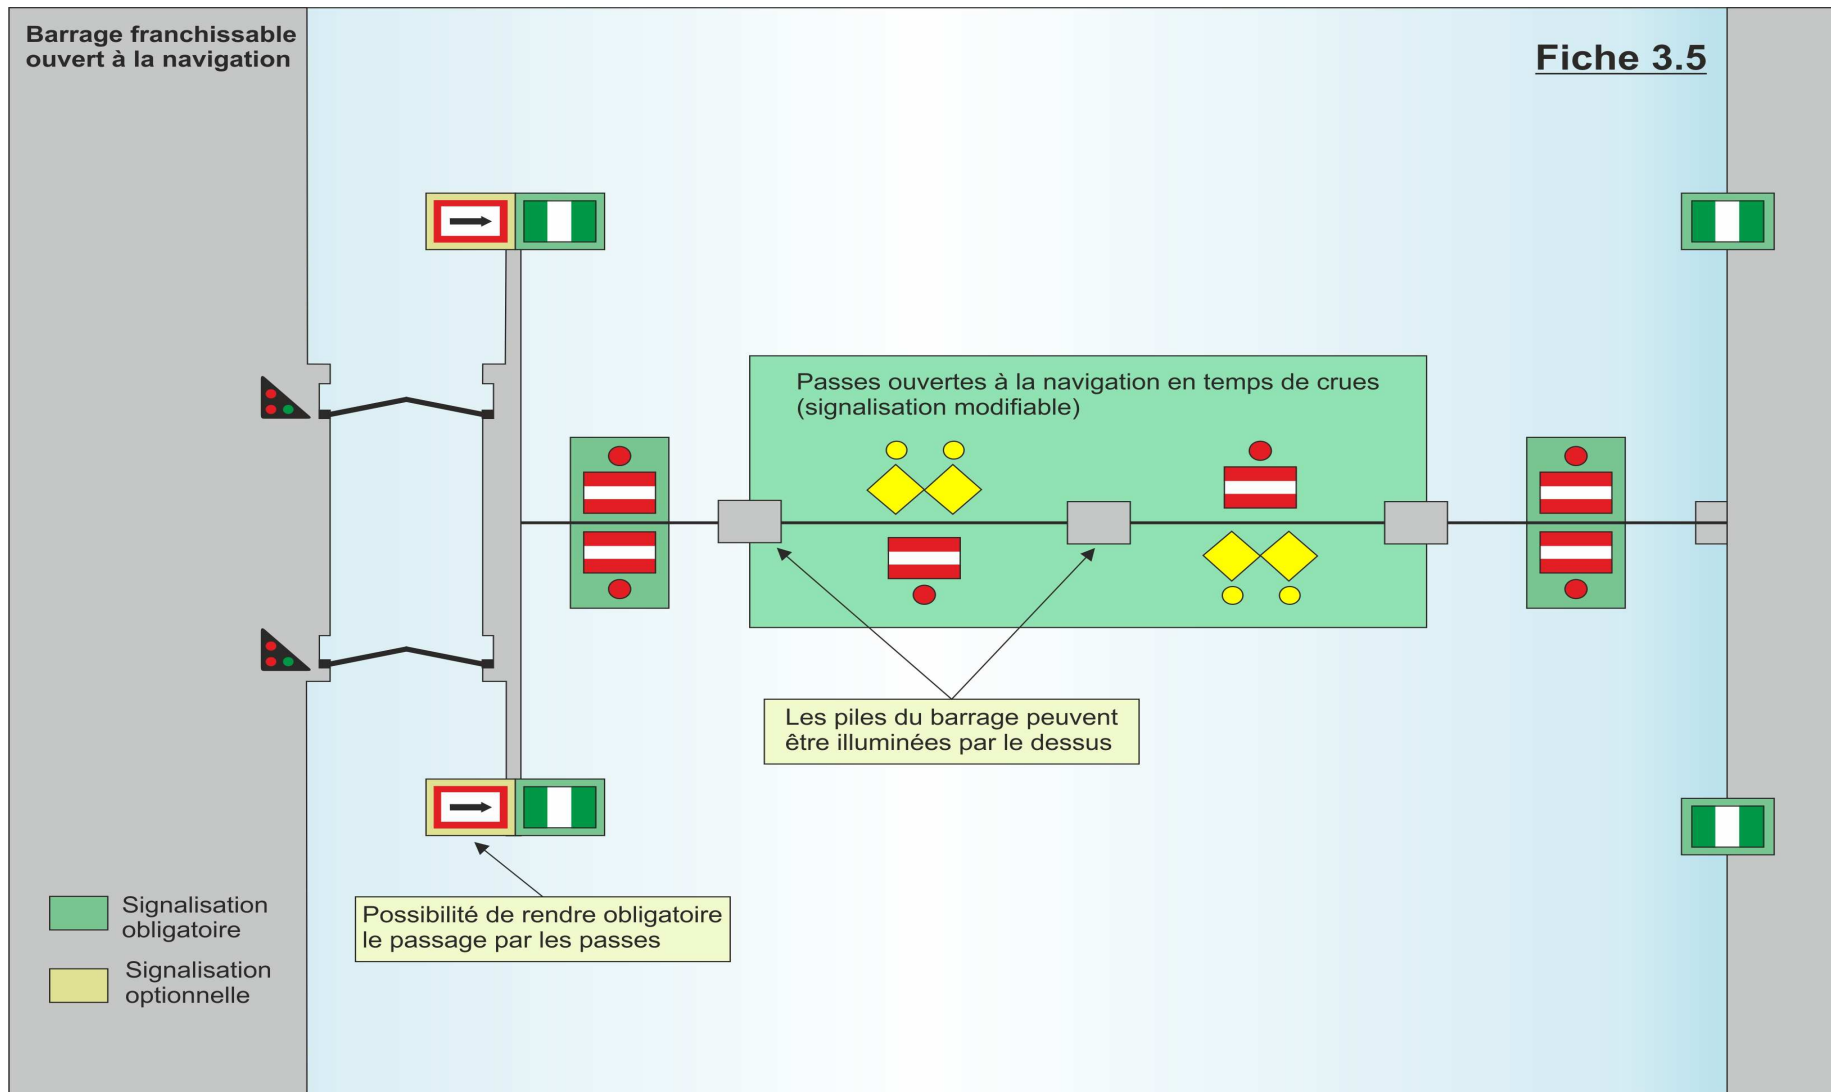 Barrage franchissable
ouvert à la navigation
Fiche 3.5
Passes ouvertes à la navigation en temps de crues
(signalisation modifiable)
Les piles du barrage peuvent
être illuminées par le dessus
Possibilité de rendre obligatoire
le passage par les passes
Signalisation
obligatoire
Signalisation
optionnelle